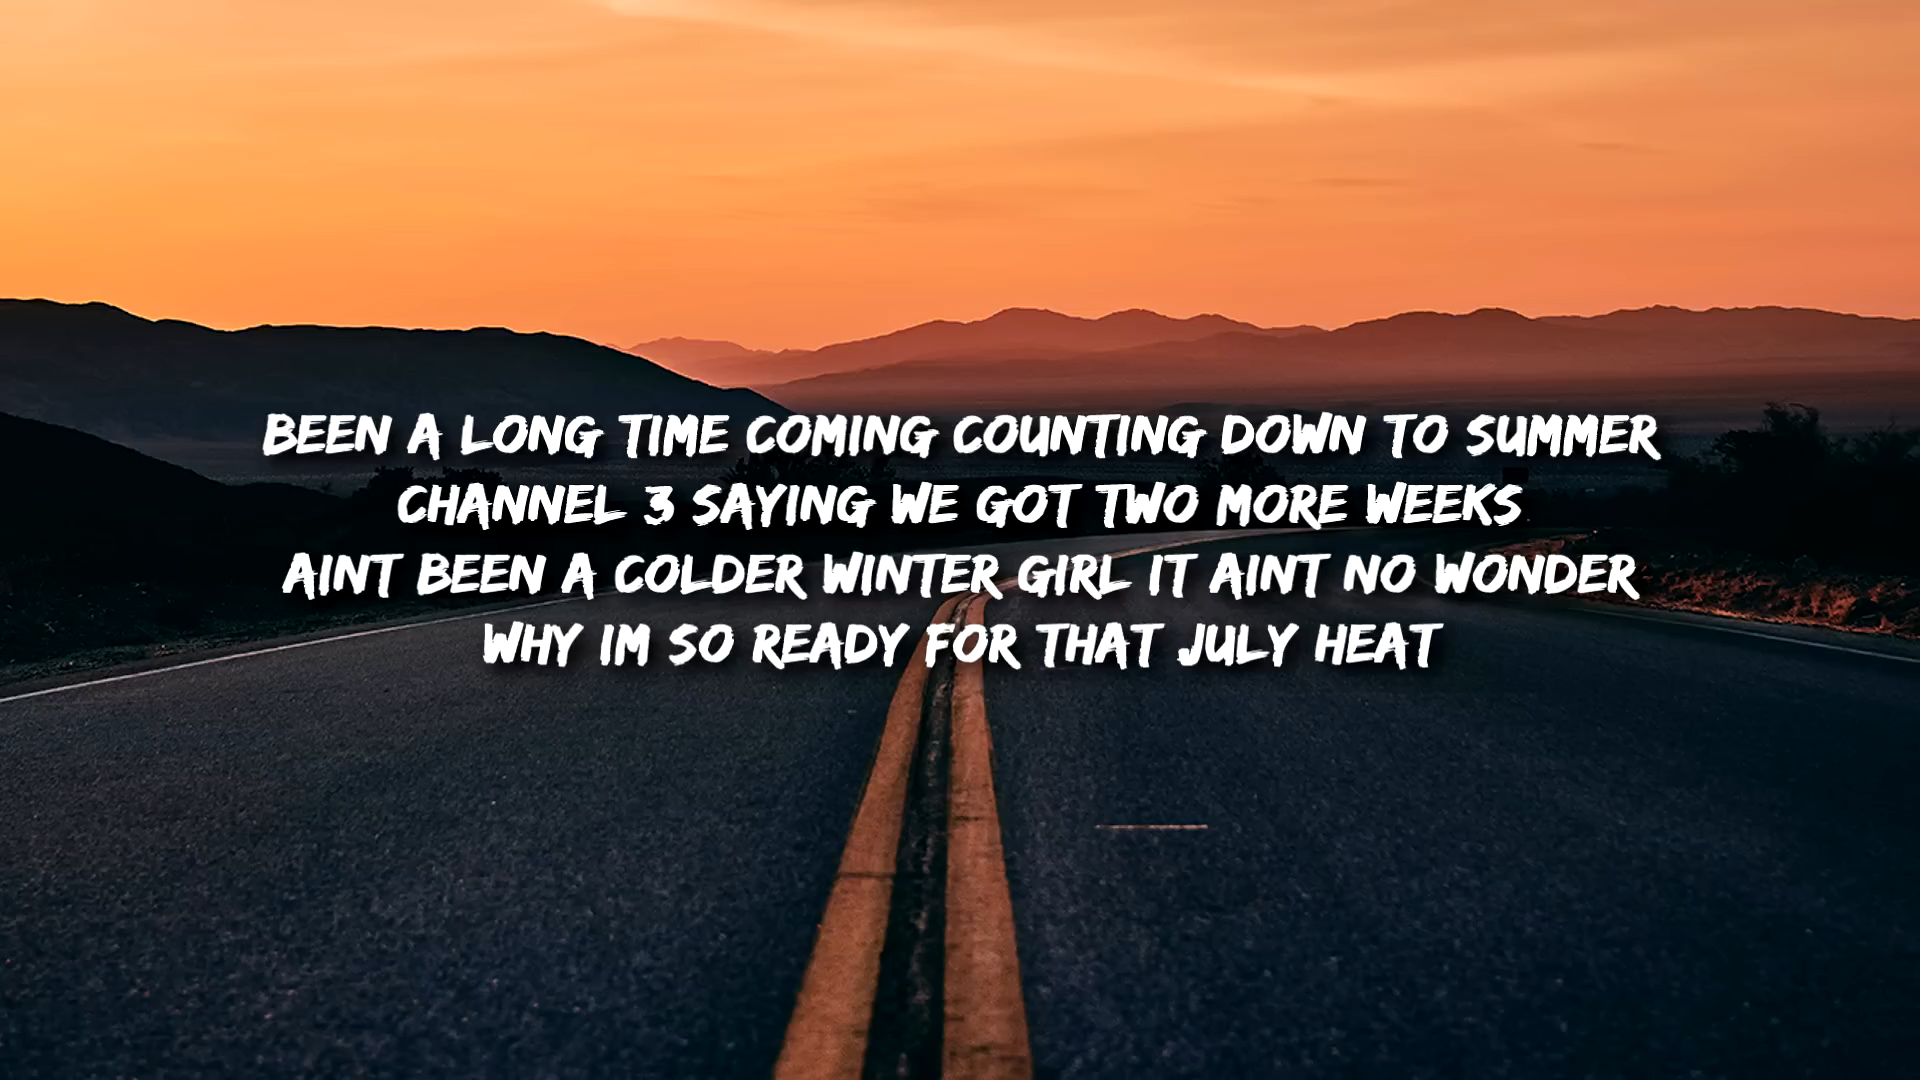 BEEN A LONG TIME COMING COUNTING DOWN TO SUMMER
CHANNEL 3 SAYING WE GOT TWO MORE WEEKS
AINT BEEN A COLDER WINTER GIRL IT AINT NO WONDER
WHY IM SO READY FOR THAT JULY HEAT